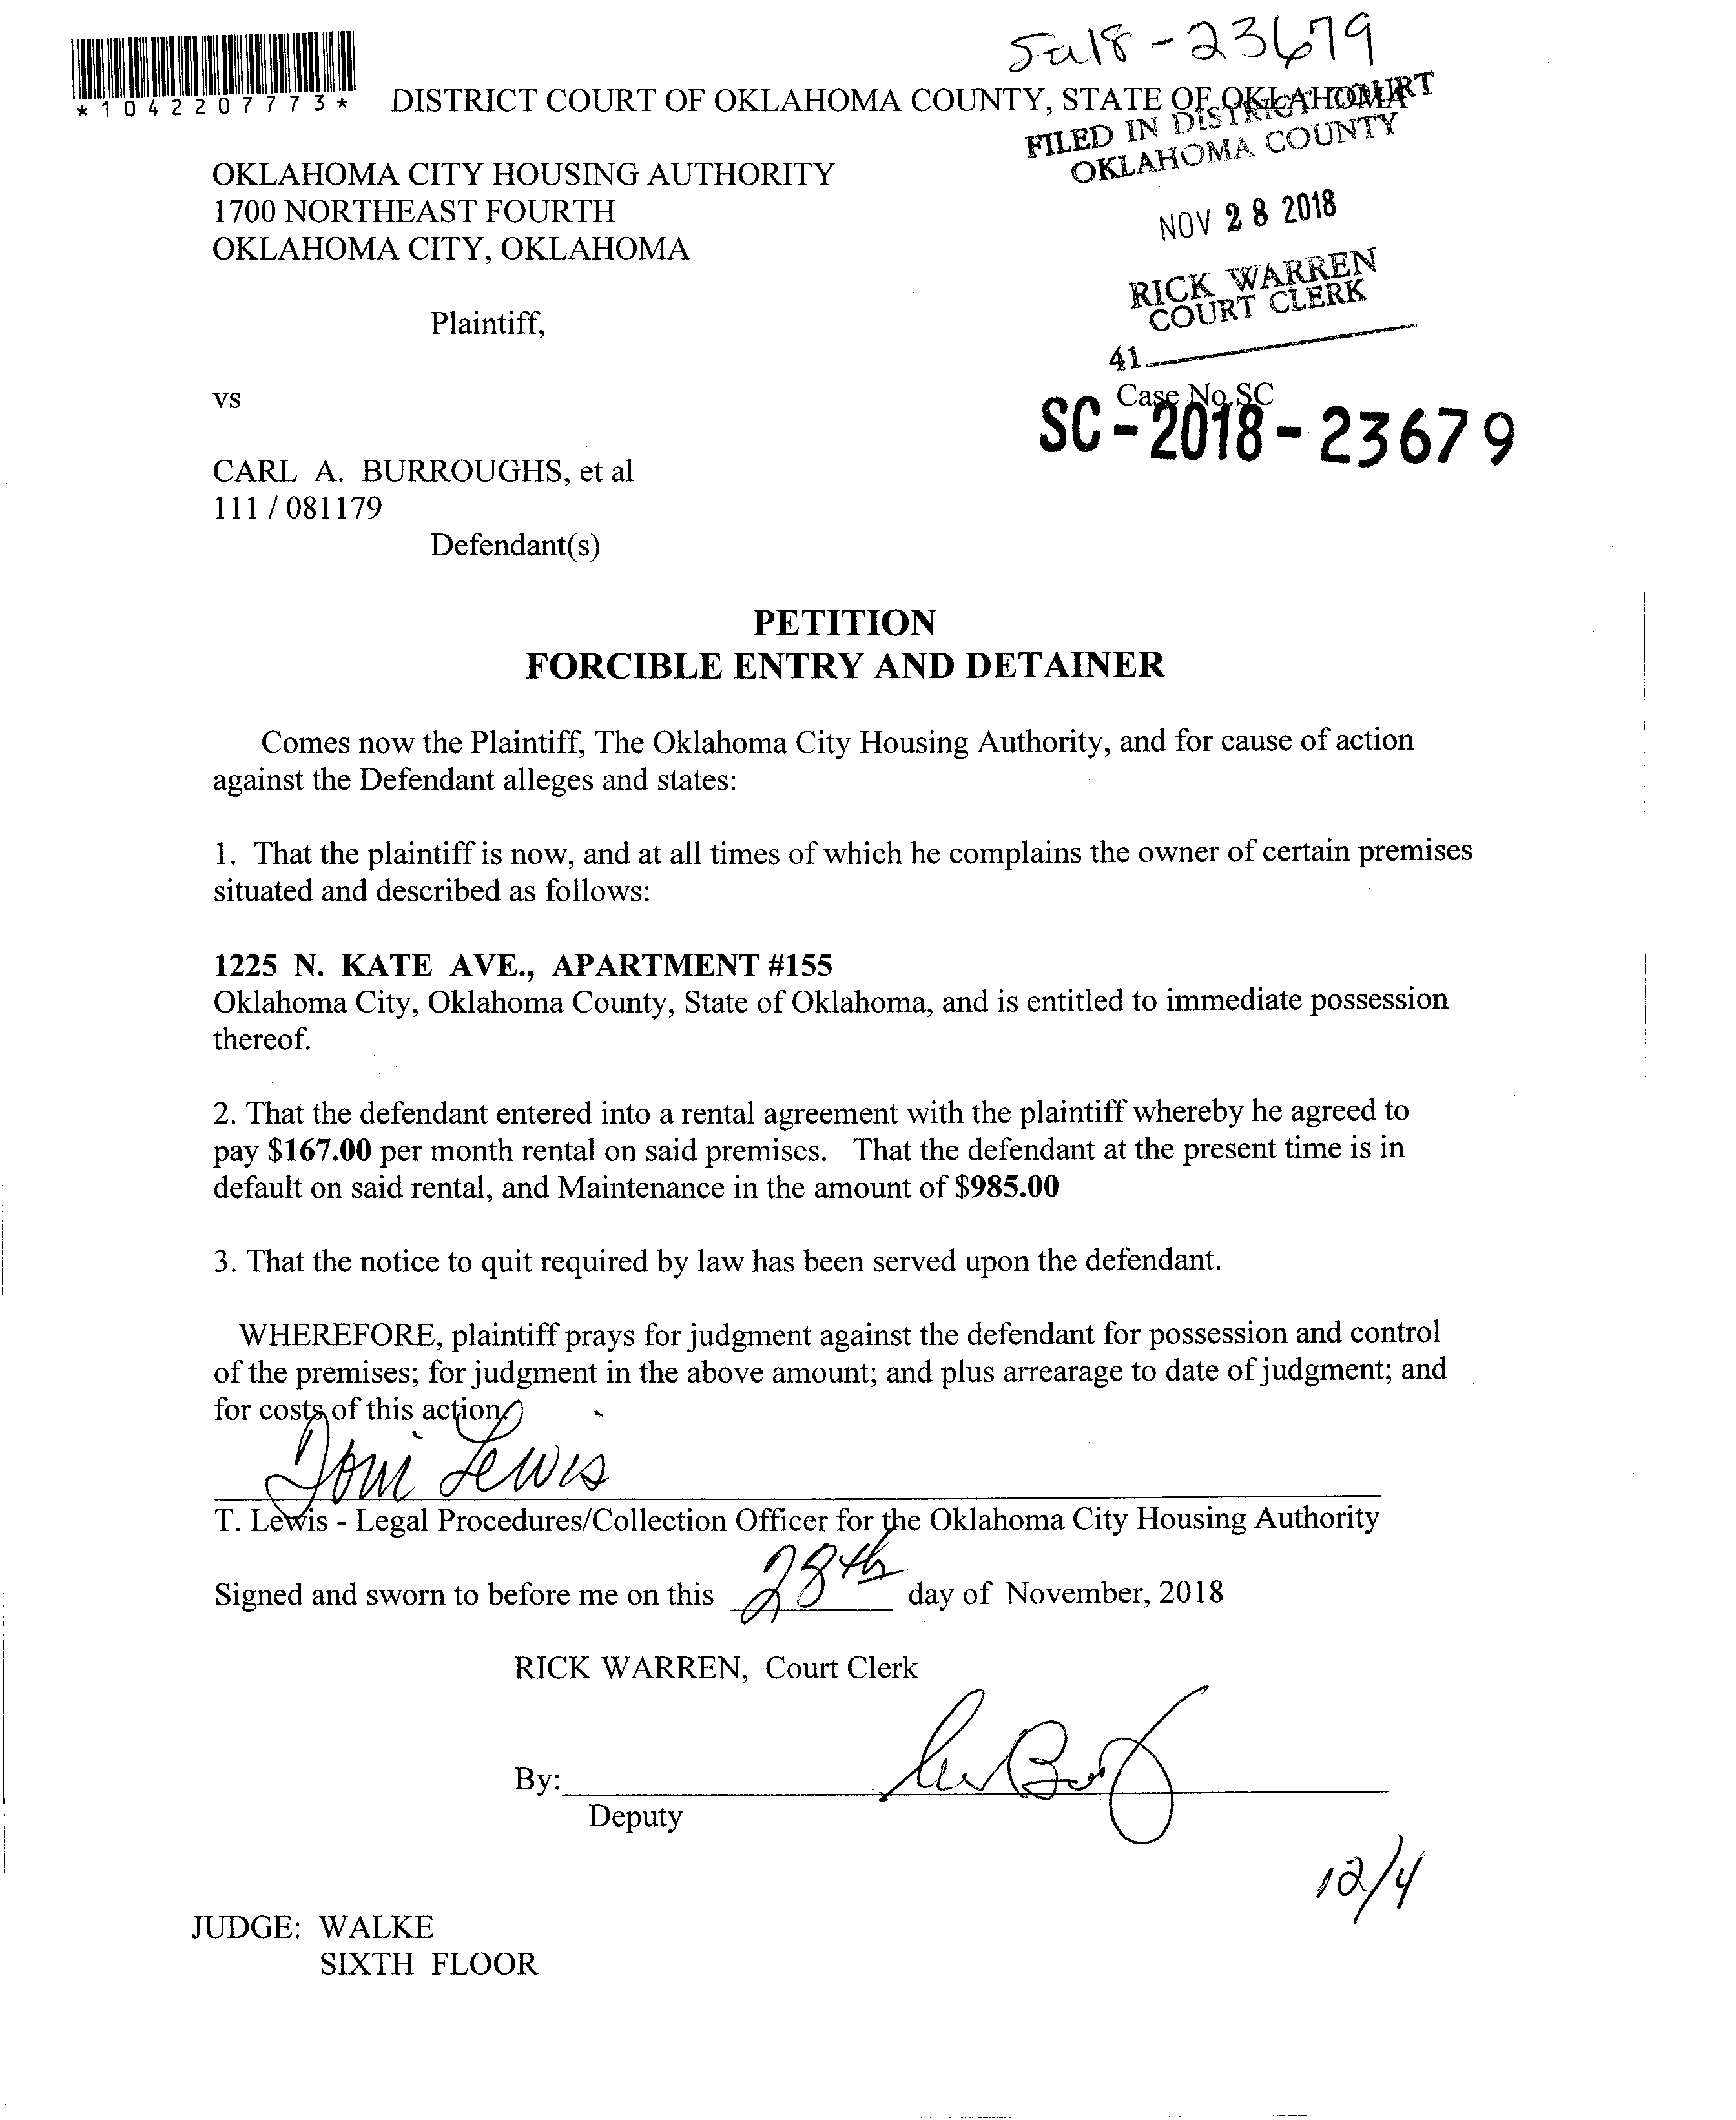 Sc18-23679
*1042207773*
DISTRICT COURT OF OKLAHOMA COUNTY, STATE OF OKLAHOMA
FILED IN DISTRICT COURT
OKLAHOMA COUNTY
OKLAHOMA CITY HOUSING AUTHORITY
1700 NORTHEAST FOURTH
OKLAHOMA CITY, OKLAHOMA
NOV 28 2018
RICK WARREN
COURT CLERK
Plaintiff,
41
vs
Case No.SC
SC-2018-23679
CARL A. BURROUGHS, et al
111 / 081179
Defendant(s)
PETITION
FORCIBLE ENTRY AND DETAINER
Comes now the Plaintiff, The Oklahoma City Housing Authority, and for cause of action
against the Defendant alleges and states:
1. That the plaintiff is now, and at all times of which he complains the owner of certain premises
situated and described as follows:
1225 N. KATE AVE., APARTMENT #155
Oklahoma City, Oklahoma County, State of Oklahoma, and is entitled to immediate possession
thereof.
2. That the defendant entered into a rental agreement with the plaintiff whereby he agreed to
pay $167.00 per month rental on said premises. That the defendant at the present time is in
default on said rental, and Maintenance in the amount of $985.00
3. That the notice to quit required by law has been served upon the defendant.
WHEREFORE, plaintiff prays for judgment against the defendant for possession and control
of the premises; for judgment in the above amount; and plus arrearage to date of judgment; and
for costs of this action.
Toni Lewis
T. Lewis - Legal Procedures/Collection Officer for the Oklahoma City Housing Authority
Signed and sworn to before me on this 28th day of November, 2018
RICK WARREN, Court Clerk
By:
Deputy
12/4
JUDGE: WALKE
SIXTH FLOOR